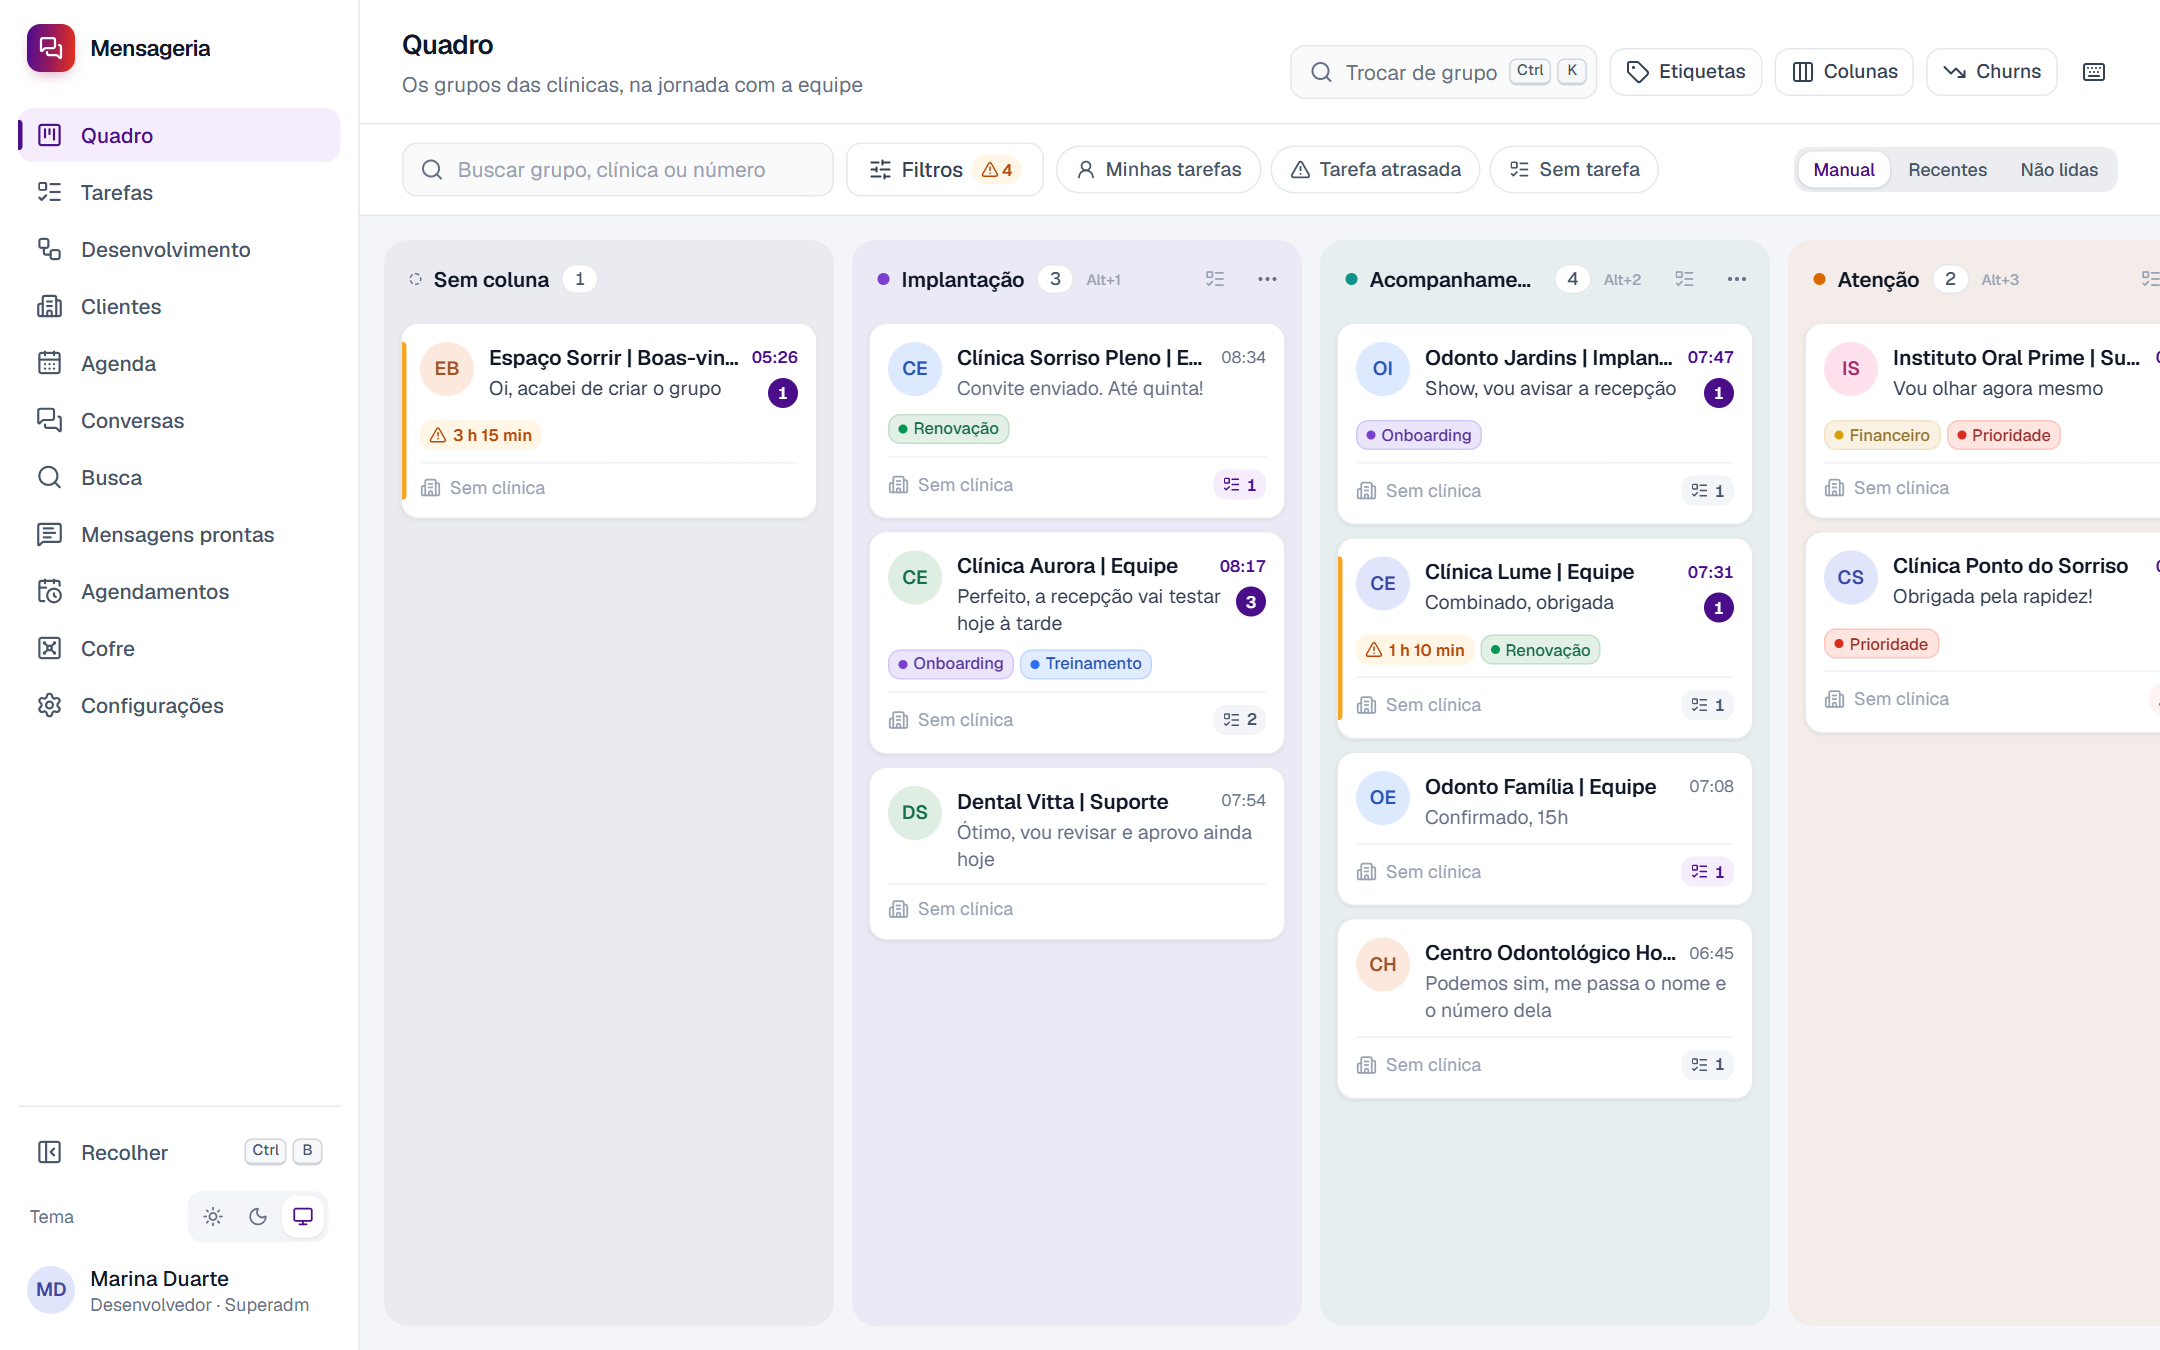 Mensageria
Quadro
Tarefas
Desenvolvimento
Clientes
Agenda
Conversas
Busca
Mensagens prontas
Agendamentos
Cofre
Configurações
Recolher Ctrl B
Tema
MD Marina Duarte
Desenvolvedor · Superadm
Quadro
Os grupos das clínicas, na jornada com a equipe
Trocar de grupo Ctrl K
Etiquetas
Colunas
Churns
Buscar grupo, clínica ou número
Filtros 4
Minhas tarefas
Tarefa atrasada
Sem tarefa
Manual Recentes Não lidas
Sem coluna 1
EB Espaço Sorrir | Boas-vin... 05:26
Oi, acabei de criar o grupo 1
3 h 15 min
Sem clínica
Implantação 3 Alt+1
CE Clínica Sorriso Pleno | E... 08:34
Convite enviado. Até quinta!
Renovação
Sem clínica 1
CE Clínica Aurora | Equipe 08:17
Perfeito, a recepção vai testar 3
hoje à tarde
Onboarding Treinamento
Sem clínica 2
DS Dental Vitta | Suporte 07:54
Ótimo, vou revisar e aprovo ainda
hoje
Sem clínica
Acompanhame... 4 Alt+2
OI Odonto Jardins | Implan... 07:47
Show, vou avisar a recepção 1
Onboarding
Sem clínica 1
CE Clínica Lume | Equipe 07:31
Combinado, obrigada 1
1 h 10 min Renovação
Sem clínica 1
OE Odonto Família | Equipe 07:08
Confirmado, 15h
Sem clínica 1
CH Centro Odontológico Ho... 06:45
Podemos sim, me passa o nome e
o número dela
Sem clínica 1
Atenção 2 Alt+3
IS Instituto Oral Prime | Su...
Vou olhar agora mesmo
Financeiro Prioridade
Sem clínica
CS Clínica Ponto do Sorriso
Obrigada pela rapidez!
Prioridade
Sem clínica